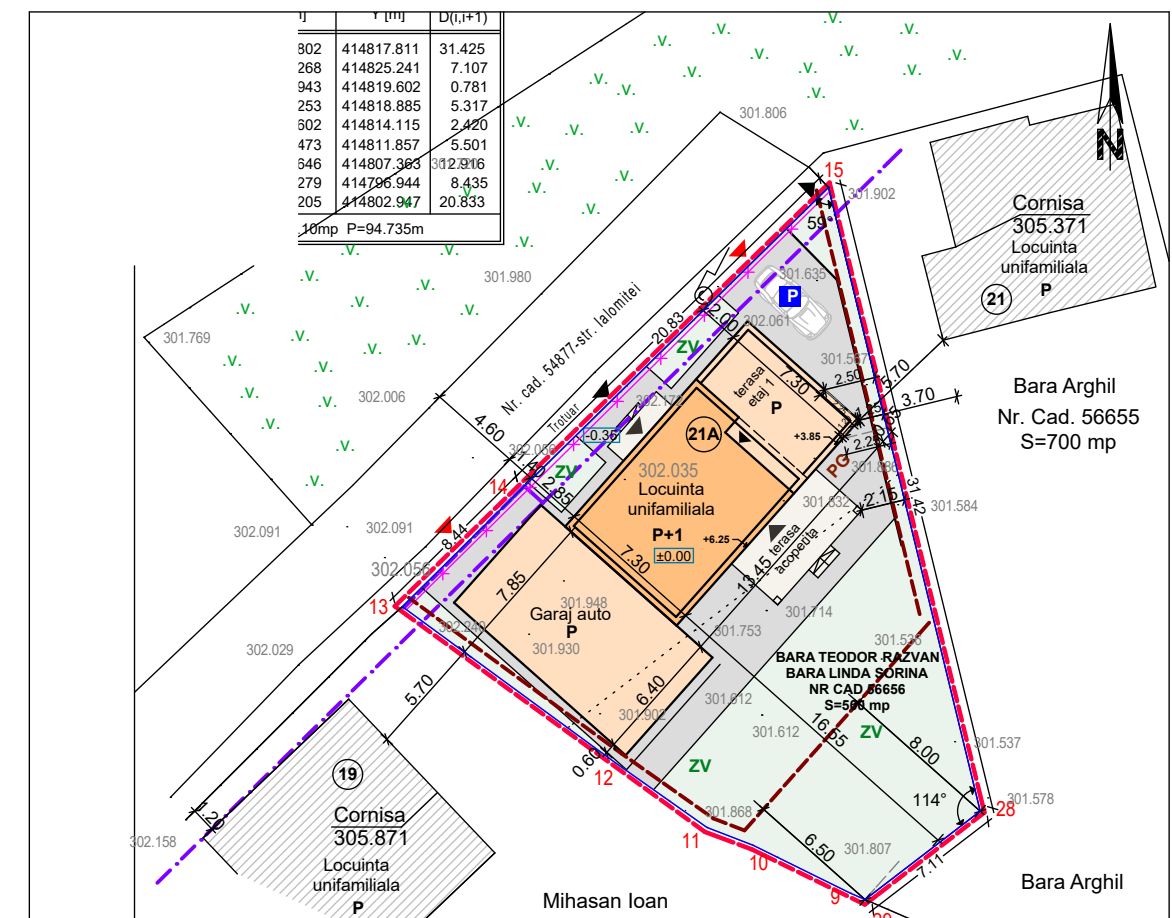 Y [m] D(i,i+1)
802 414817.811 31.425
268 414825.241 7.107
943 414819.602 0.781
253 414818.885 5.317
602 414814.115 2.420
473 414811.857 5.501
646 414807.363 12.916
279 414796.944 8.435
205 414802.947 20.833
10mp P=94.735m
301.806
N
15
301.902
Cornisa
305.371
Locuinta
unifamiliala
21
P
59°
301.980
301.635
P
302.061
2.00
20.83
Nr. cad. 54877-str. Ialomitei
ZV
301.769
302.006
301.567
5.70
2.50
3.70
7.30
terasa
etaj 1
P
Bara Arghil
Nr. Cad. 56655
S=700 mp
4.60
Trotuar
-0.36
21A
+3.85
302.035
PG
301.886
Locuinta
unifamiliala
P+1
±0.00
ZV
14
2.85
302.091
302.091
8.44
301.832
2.15
31.42
301.584
+6.25
7.30
13.45
terasa
acoperita
302.056
7.85
13
301.948
Garaj auto
P
302.240
301.930
301.714
301.753
302.029
301.536
BARA TEODOR RAZVAN
BARA LINDA SORINA
NR CAD 56656
S=500 mp
5.70
6.40
301.612
301.902
301.612
16.65
ZV
8.00
301.537
0.60
12
ZV
19
114°
28
301.578
Cornisa
305.871
1.20
302.158
301.868
11
10
6.50
301.807
7.11
Locuinta
unifamiliala
P
9
Mihasan Ioan
Bara Arghil